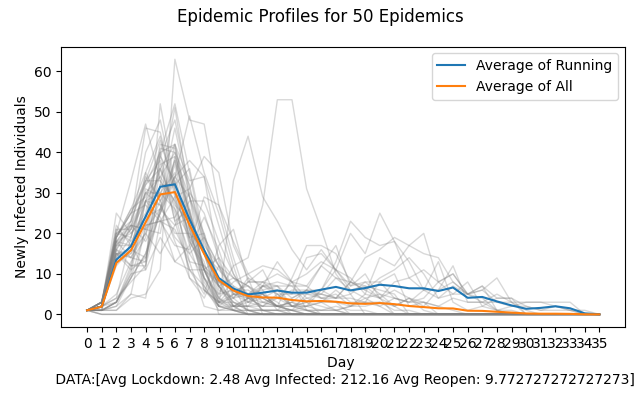 Epidemic Profiles for 50 Epidemics
Average of Running
Average of All
Newly Infected Individuals
60
50
40
30
20
10
0
0 1 2 3 4 5 6 7 8 9 10 11 12 13 14 15 16 17 18 19 20 21 22 23 24 25 26 27 28 29 30 31 32 33 34 35
Day
DATA:[Avg Lockdown: 2.48 Avg Infected: 212.16 Avg Reopen: 9.772727272727273]